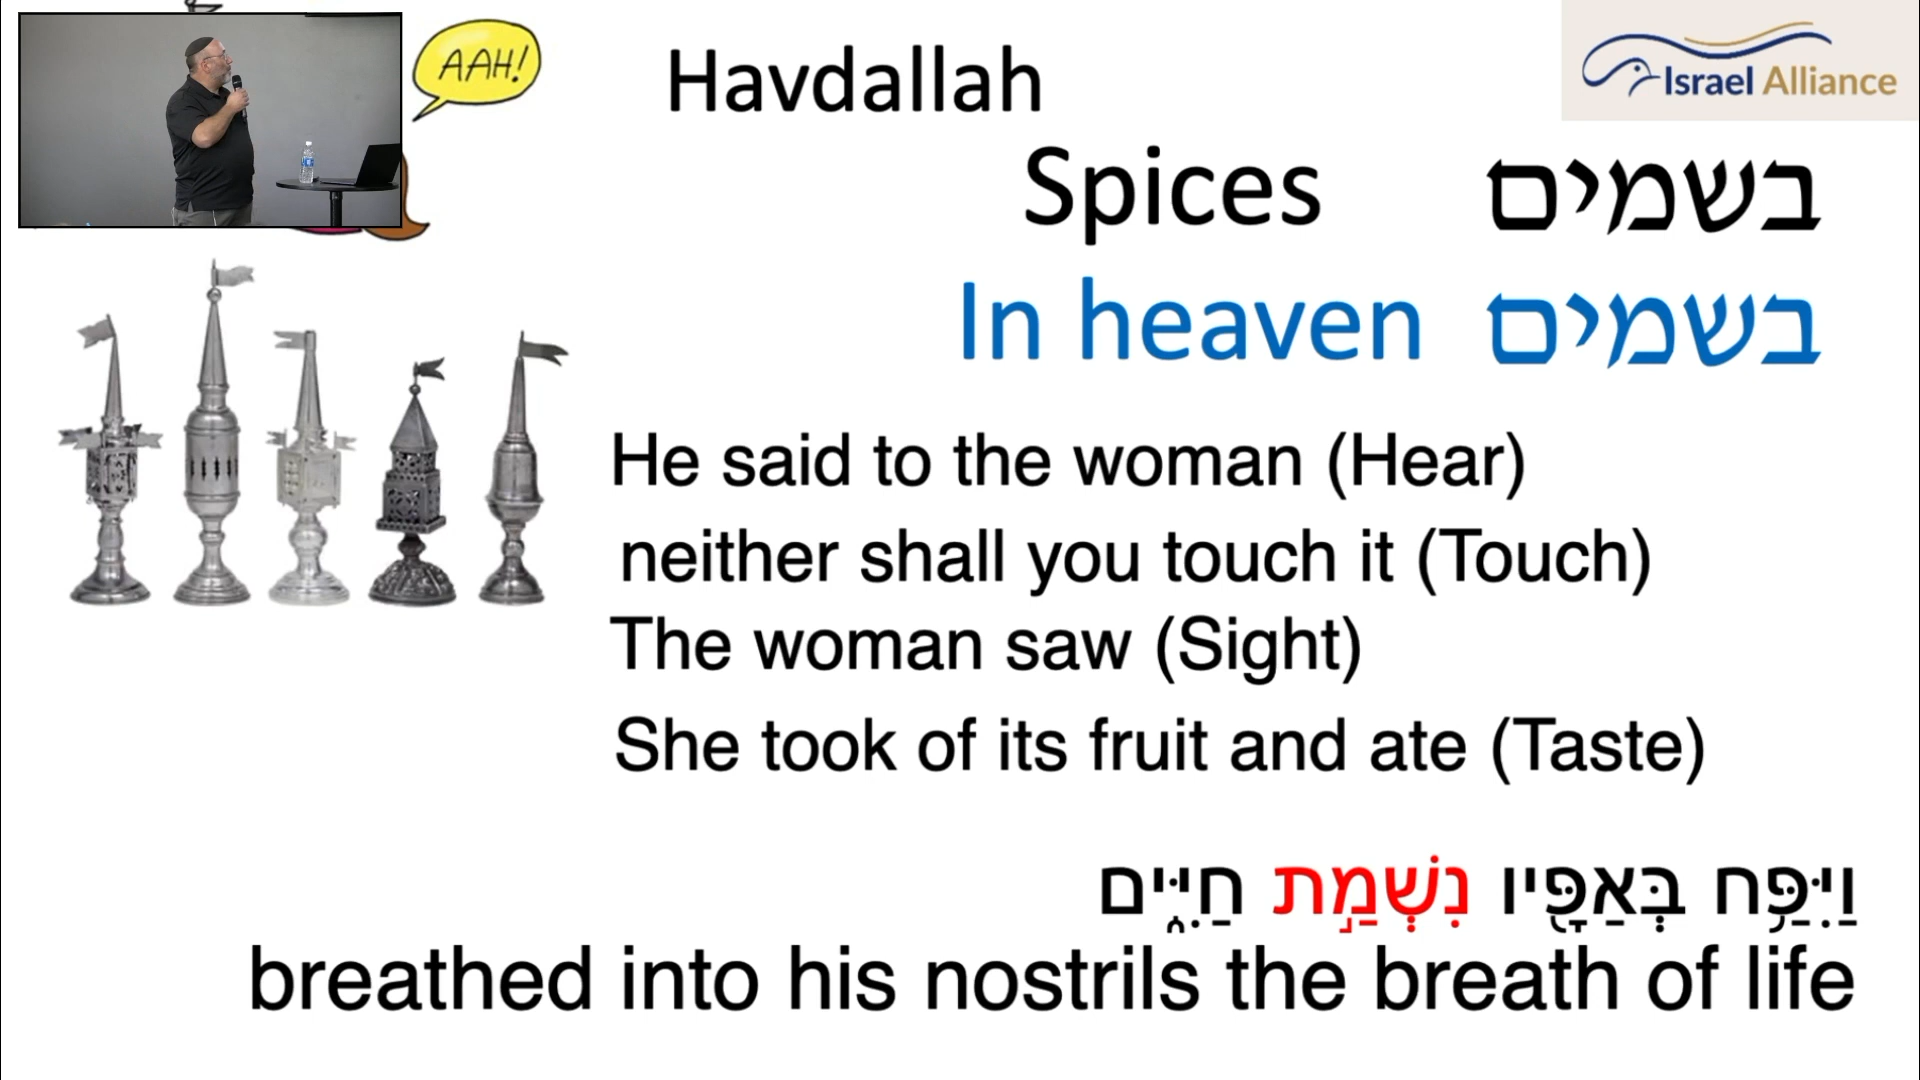 AAH!
Havdallah
Israel Alliance
Spices בשמים
In heaven בשמים
He said to the woman (Hear)
neither shall you touch it (Touch)
The woman saw (Sight)
She took of its fruit and ate (Taste)
וַיִּפַּ֥ח בְּאַפָּ֖יו נִשְׁמַ֣ת חַיִּ֑ים
breathed into his nostrils the breath of life